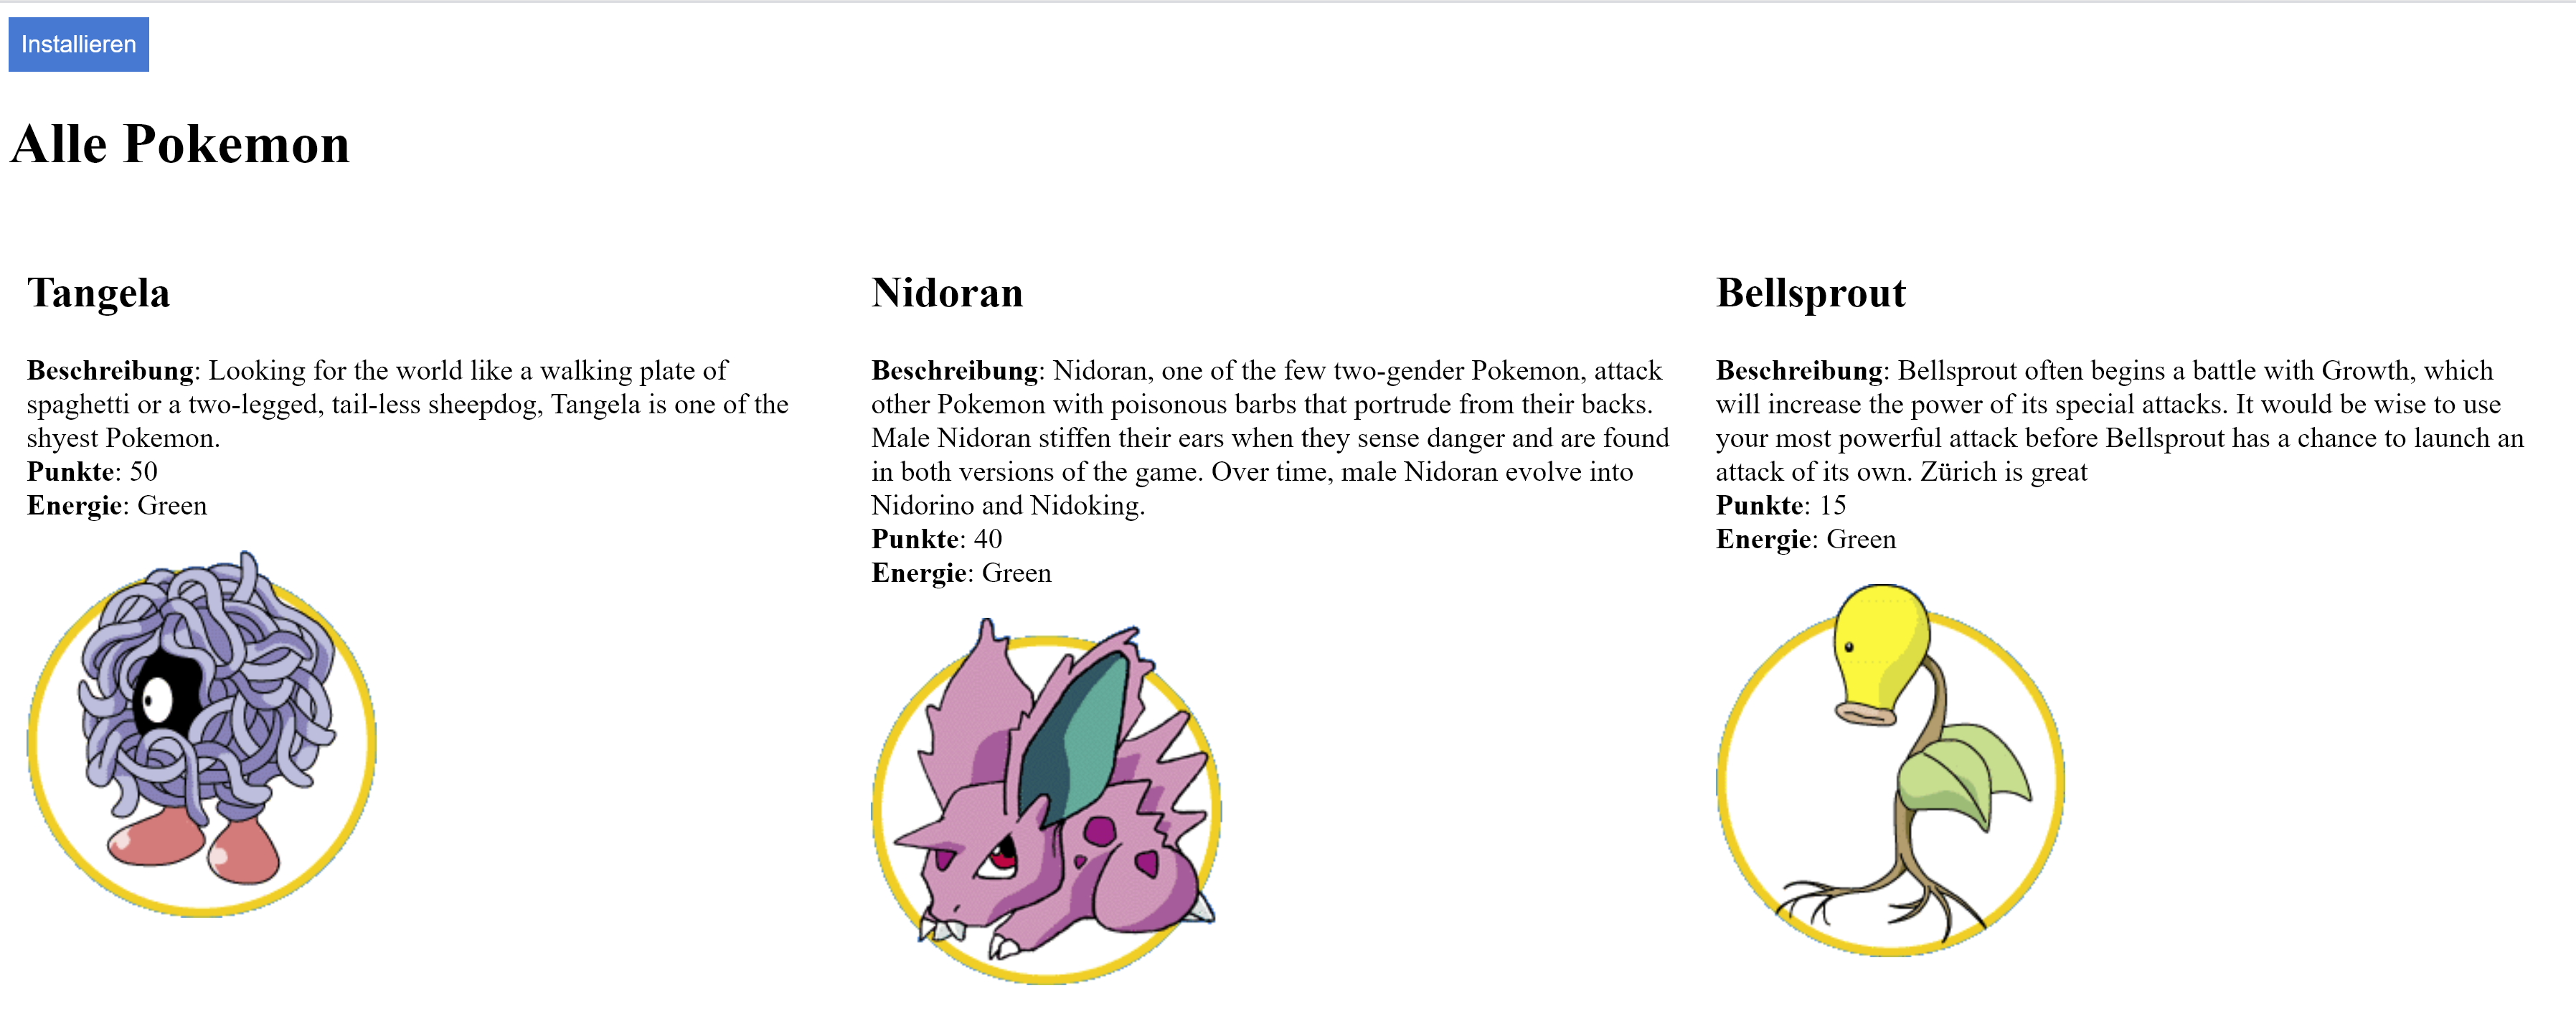 Installieren
Alle Pokemon
Tangela
Beschreibung: Looking for the world like a walking plate of
spaghetti or a two-legged, tail-less sheepdog, Tangela is one of the
shyest Pokemon.
Punkte: 50
Energie: Green
Nidoran
Beschreibung: Nidoran, one of the few two-gender Pokemon, attack
other Pokemon with poisonous barbs that portrude from their backs.
Male Nidoran stiffen their ears when they sense danger and are found
in both versions of the game. Over time, male Nidoran evolve into
Nidorino and Nidoking.
Punkte: 40
Energie: Green
Bellsprout
Beschreibung: Bellsprout often begins a battle with Growth, which
will increase the power of its special attacks. It would be wise to use
your most powerful attack before Bellsprout has a chance to launch an
attack of its own. Zürich is great
Punkte: 15
Energie: Green